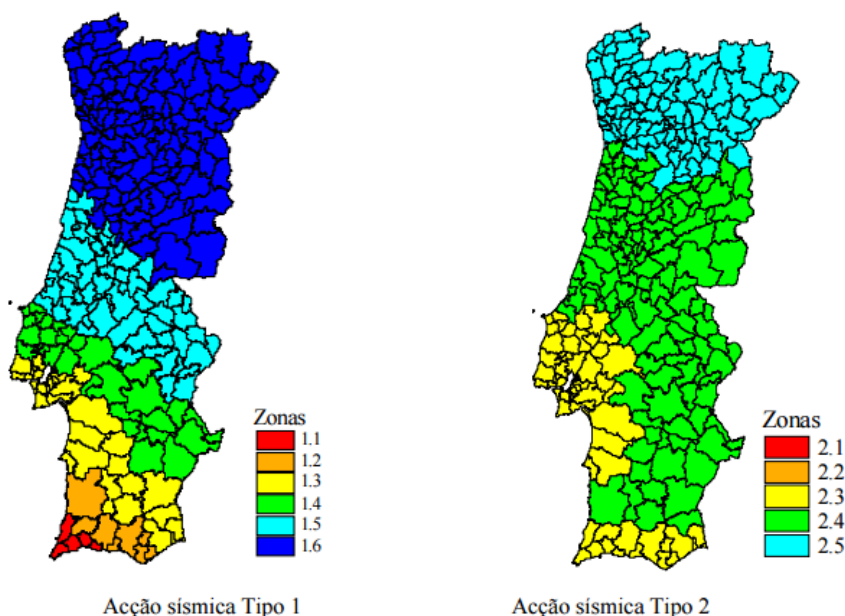 Zonas
1.1
1.2
1.3
1.4
1.5
1.6
Zonas
2.1
2.2
2.3
2.4
2.5
Acção sísmica Tipo 1
Acção sísmica Tipo 2